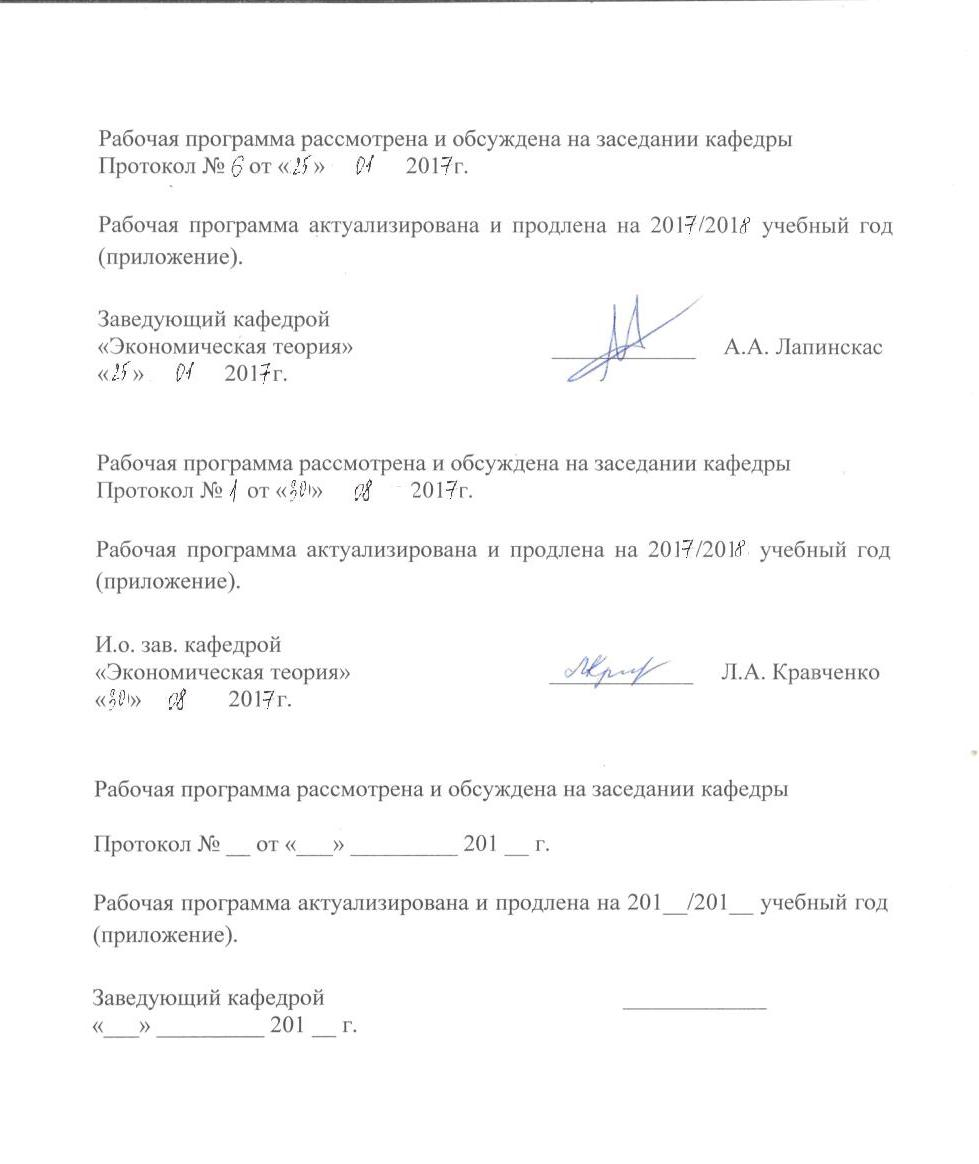 Рабочая программа рассмотрена и обсуждена на заседании кафедры
Протокол № 6 от «25» 01 2017г.
Рабочая программа актуализирована и продлена на 2017/2018 учебный год
(приложение).
Заведующий кафедрой
«Экономическая теория» ____________ А.А. Лапинскас
«25» 01 2017г.
Рабочая программа рассмотрена и обсуждена на заседании кафедры
Протокол № 1 от «30» 08 2017г.
Рабочая программа актуализирована и продлена на 2017/2018 учебный год
(приложение).
И.о. зав. кафедрой
«Экономическая теория» ____________ Л.А. Кравченко
«30» 08 2017г.
Рабочая программа рассмотрена и обсуждена на заседании кафедры
Протокол № __ от «___» _________ 201 __ г.
Рабочая программа актуализирована и продлена на 201__/201__ учебный год
(приложение).
Заведующий кафедрой ____________
«___» _________ 201 __ г.